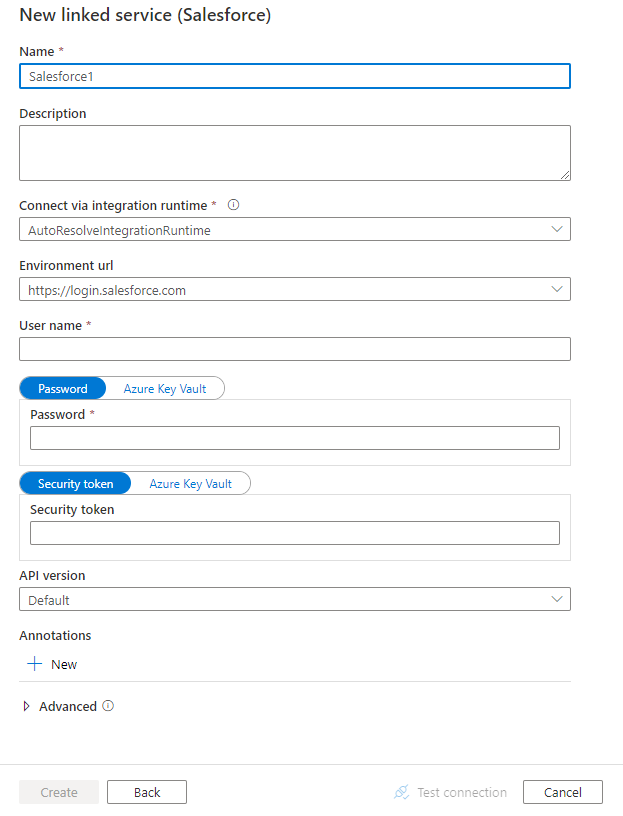 New linked service (Salesforce)
Name *
Salesforce1
Description
Connect via integration runtime *
AutoResolveIntegrationRuntime
Environment url
https://login.salesforce.com
User name *
Password Azure Key Vault
Password *
Security token Azure Key Vault
Security token
API version
Default
Annotations
New
Advanced
Create Back Test connection Cancel